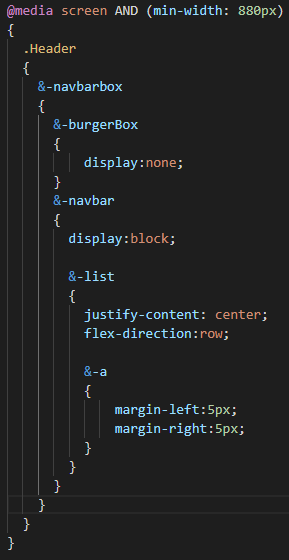 @media screen AND (min-width: 880px)
{
.Header
{
&-navbarbox
{
&-burgerBox
{
display:none;
}
&-navbar
{
display:block;
&-list
{
justify-content: center;
flex-direction:row;
&-a
{
margin-left:5px;
margin-right:5px;
}
}
}
}
}
}